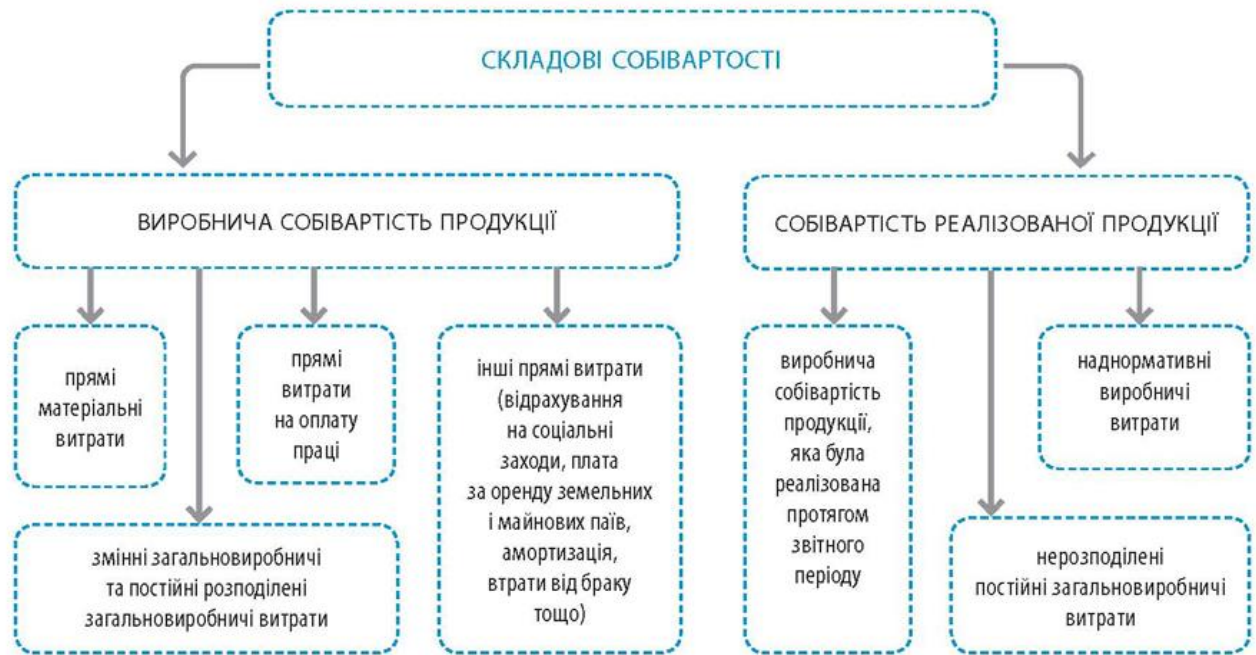 СКЛАДОВІ СОБІВАРТОСТІ
ВИРОБНИЧА СОБІВАРТІСТЬ ПРОДУКЦІЇ
прямі
матеріальні
витрати
змінні загальновиробничі
та постійні розподілені
загальновиробничі витрати
прямі
витрати
на оплату
праці
інші прямі витрати
(відрахування
на соціальні
заходи, плата
за оренду земельних
і майнових паїв,
амортизація,
втрати від браку
тощо)
СОБІВАРТІСТЬ РЕАЛІЗОВАНОЇ ПРОДУКЦІЇ
виробнича
собівартість
продукції,
яка була
реалізована
протягом
звітного
періоду
нерозподілені
постійні загальновиробничі
витрати
наднормативні
виробничі
витрати